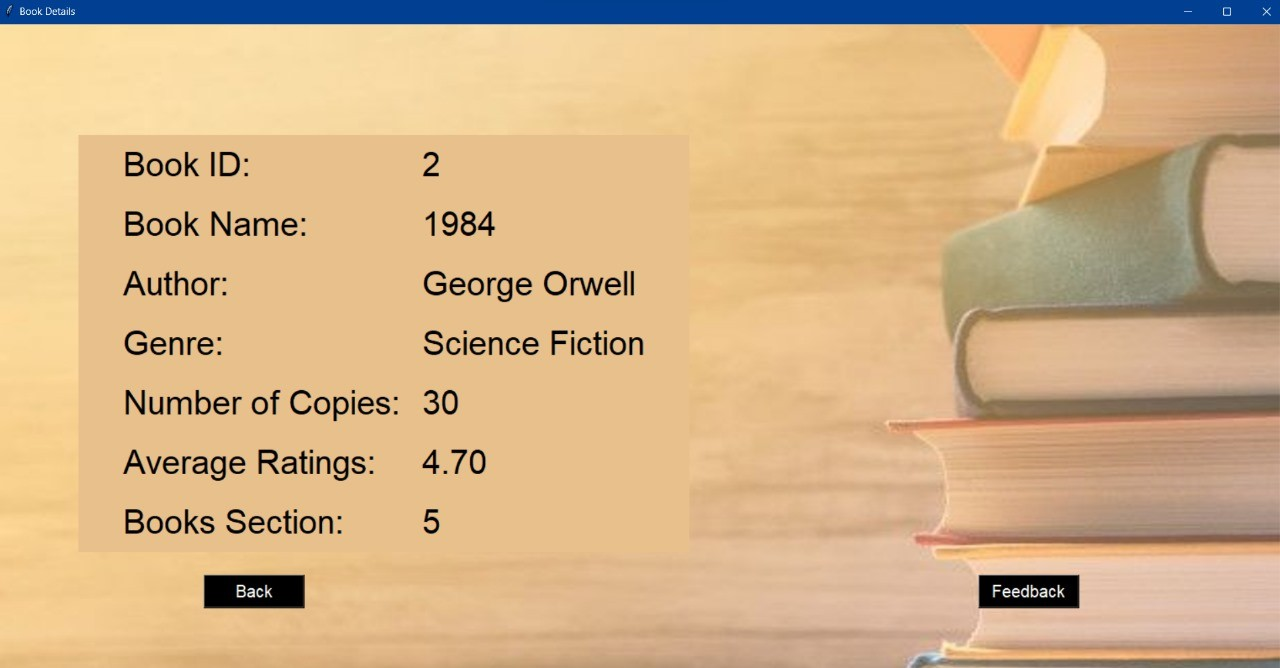 Book Details
Book ID: 2
Book Name: 1984
Author: George Orwell
Genre: Science Fiction
Number of Copies: 30
Average Ratings: 4.70
Books Section: 5
Back Feedback